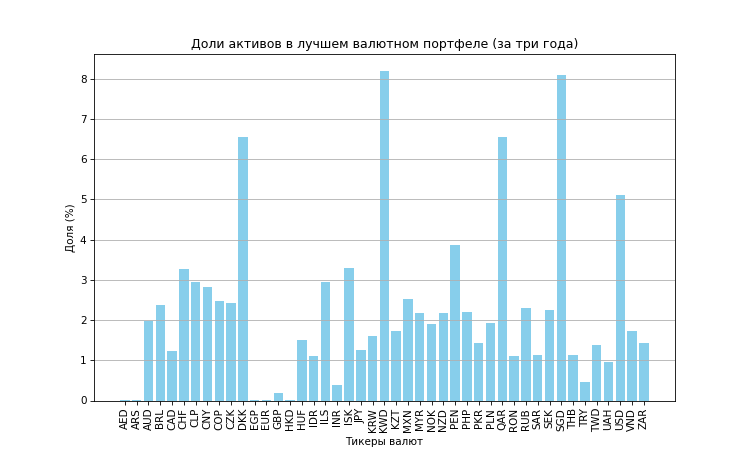 Доли активов в лучшем валютном портфеле (за три года)
Доля (%)
8
7
6
5
4
3
2
1
0
AED
ARS
AUD
BRL
CAD
CHF
CLP
CNY
COP
CZK
DKK
EGP
EUR
GBP
HKD
HUF
IDR
ILS
INR
ISK
JPY
KRW
KWD
KZT
MXN
MYR
NOK
NZD
PEN
PHP
PKR
PLN
QAR
RON
RUB
SAR
SEK
SGD
THB
TRY
TWD
UAH
USD
VND
ZAR
Тикеры валют